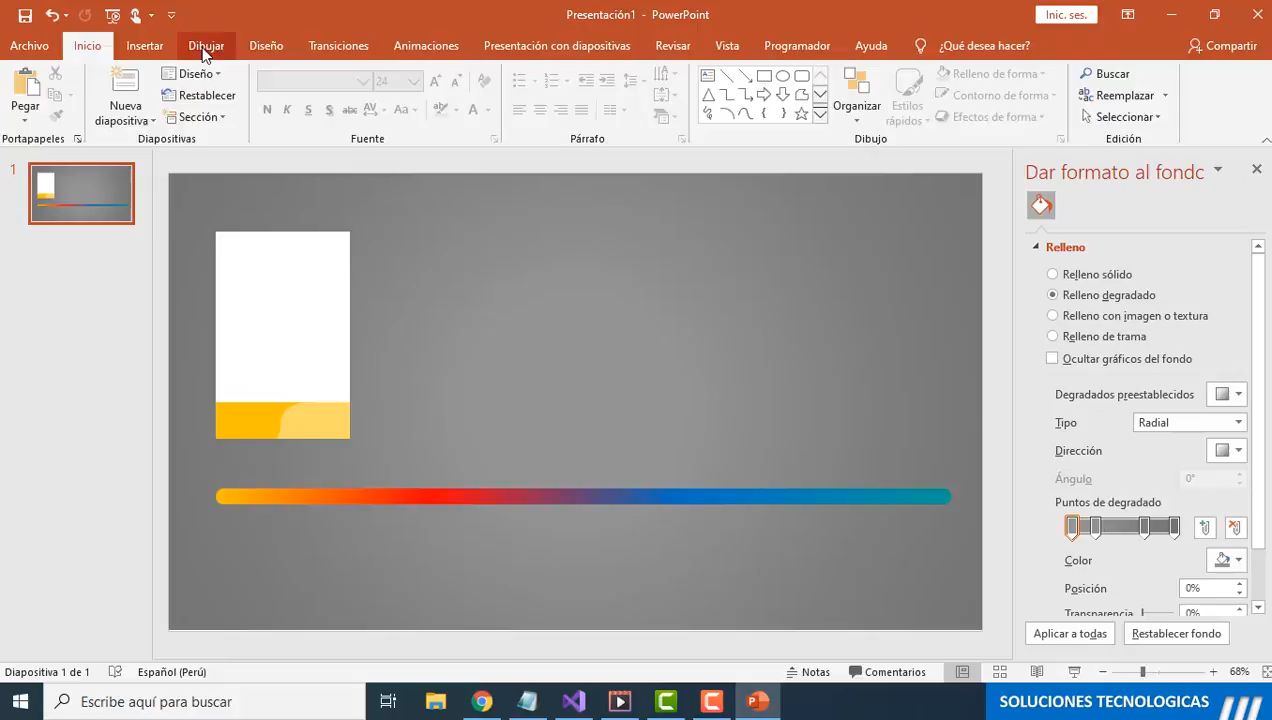 Presentación1 - PowerPoint
Inic. ses.
Archivo Inicio Insertar Dibujar Diseño Transiciones Animaciones Presentación con diapositivas Revisar Vista Programador Ayuda ¿Qué desea hacer? Compartir
Pegar
Nueva diapositiva
Diseño
Restablecer
Sección
24
N K S S abc AV Aa A
Organizar
Estilos rápidos
Relleno de forma
Contorno de forma
Efectos de forma
Buscar
Reemplazar
Seleccionar
Portapapeles Diapositivas Fuente Párrafo Dibujo Edición
1
Dar formato al fondo
Relleno
Relleno sólido
Relleno degradado
Relleno con imagen o textura
Relleno de trama
Ocultar gráficos del fondo
Degradados preestablecidos
Tipo Radial
Dirección
Ángulo 0°
Puntos de degradado
Color
Posición 0%
Transparencia 0%
Aplicar a todas Restablecer fondo
Diapositiva 1 de 1 Español (Perú) Notas Comentarios 68%
Escribe aquí para buscar
SOLUCIONES TECNOLOGICAS